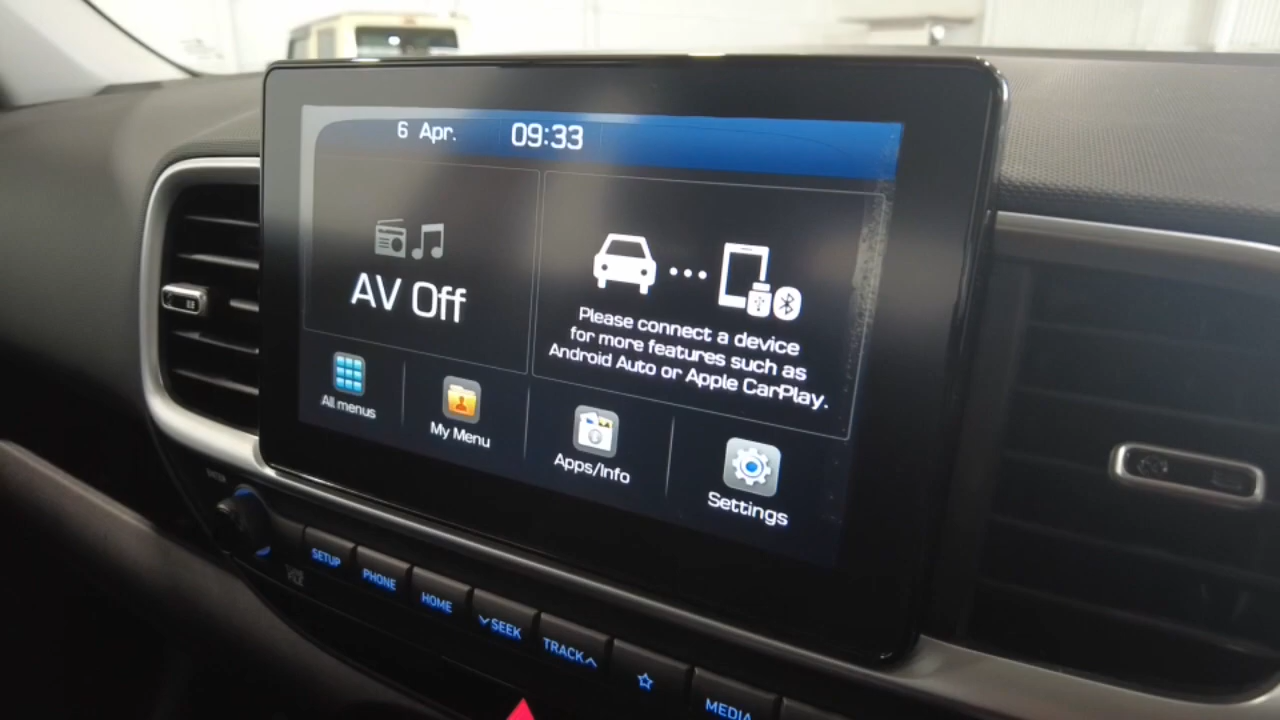 6 Apr. 09:33
AV Off
Please connect a device
for more features such as
Android Auto or Apple CarPlay.
All menus
My Menu
Apps/Info
Settings
SETUP
PHONE
HOME
SEEK
TRACK
MEDIA